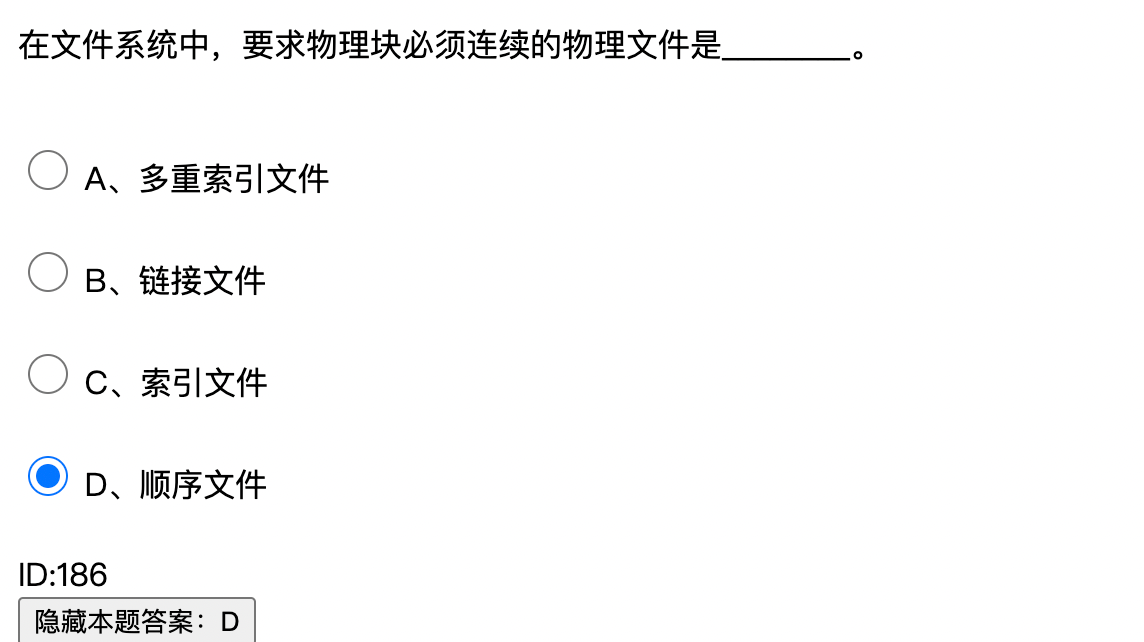 在文件系统中，要求物理块必须连续的物理文件是________。
A、多重索引文件
B、链接文件
C、索引文件
D、顺序文件
ID:186
隐藏本题答案：D